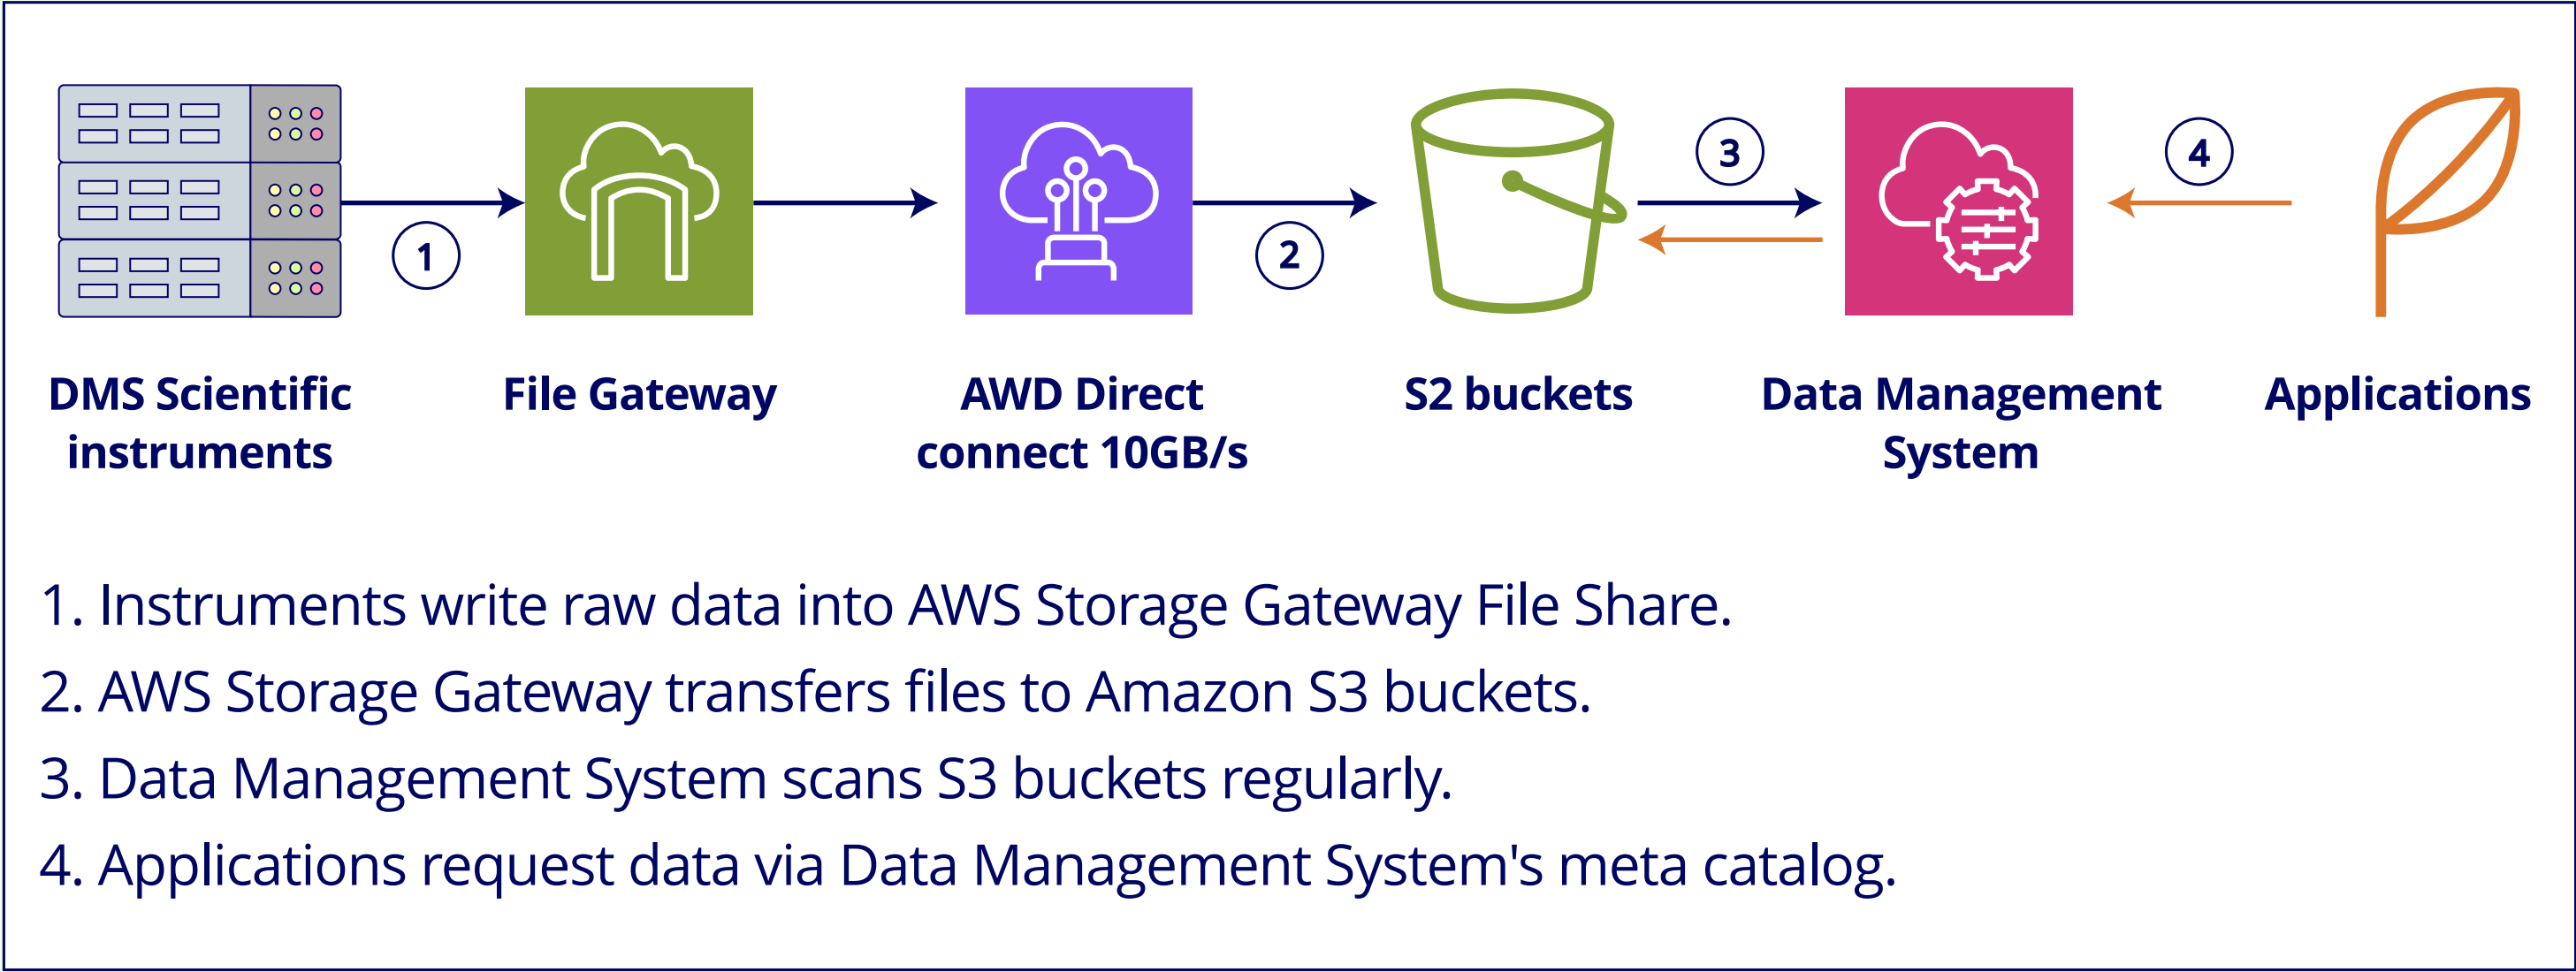 1
2
3
4
DMS Scientific
instruments
File Gateway
AWD Direct
connect 10GB/s
S2 buckets
Data Management
System
Applications
1. Instruments write raw data into AWS Storage Gateway File Share.
2. AWS Storage Gateway transfers files to Amazon S3 buckets.
3. Data Management System scans S3 buckets regularly.
4. Applications request data via Data Management System's meta catalog.